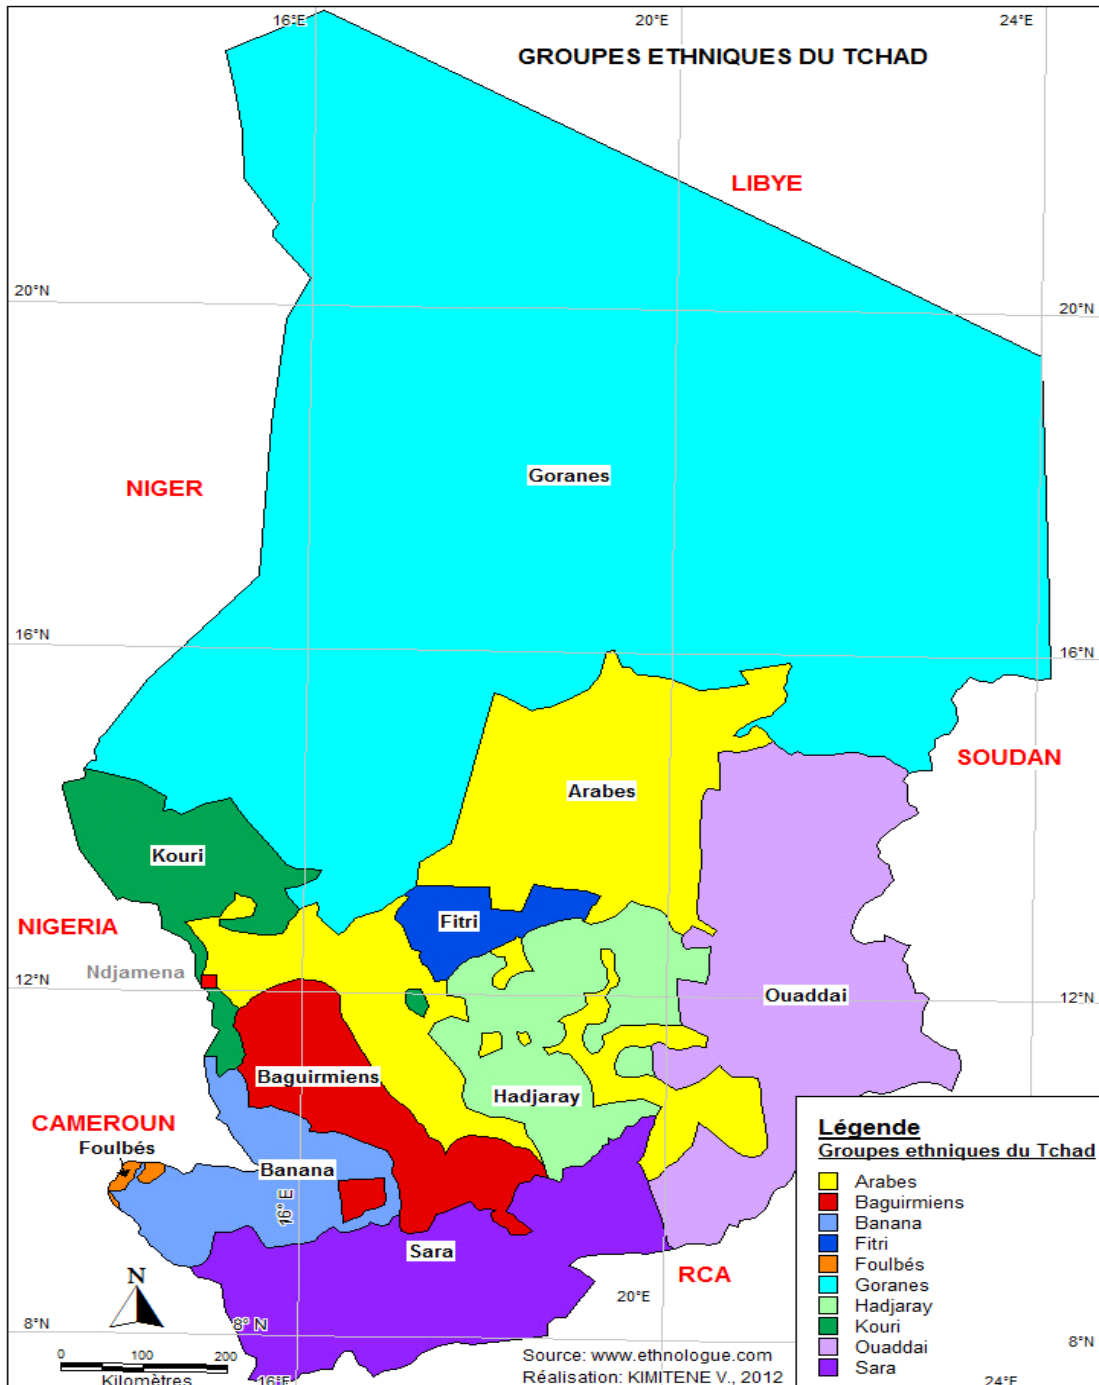 16°E
20°E
24°E
GROUPES ETHNIQUES DU TCHAD
LIBYE
20°N
20°N
Goranes
NIGER
16°N
16°N
SOUDAN
Arabes
Kouri
Fitri
NIGERIA
Ndjamena
12°N
Ouaddai
12°N
Baguirmiens
Hadjaray
CAMEROUN
Foulbés
Banana
16° E
Sara
RCA
N
20°E
8°N
8° N
8°N
0 100 200
Kilomètres
16°E
24°E
Source: www.ethnologue.com
Réalisation: KIMITENE V., 2012
Légende
Groupes ethniques du Tchad
Arabes
Baguirmiens
Banana
Fitri
Foulbés
Goranes
Hadjaray
Kouri
Ouaddai
Sara